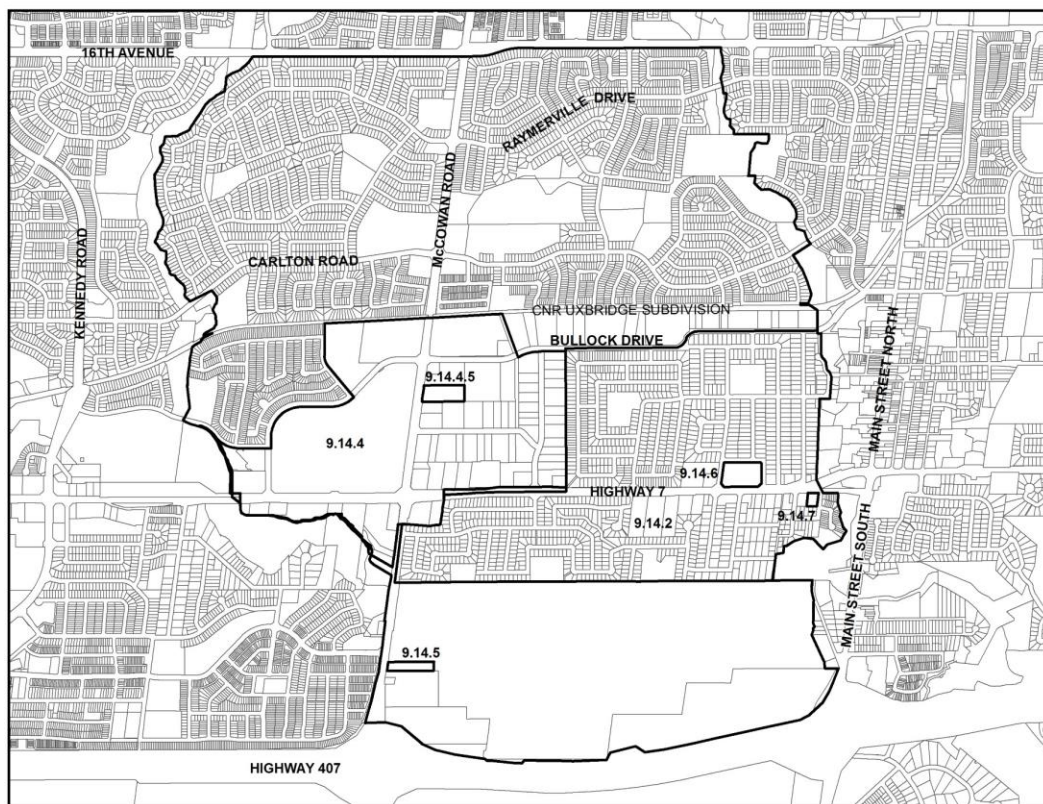 16TH AVENUE
RAYMERVILLE DRIVE
McCOWAN ROAD
KENNEDY ROAD
CARLTON ROAD
CNR UXBRIDGE SUBDIVISION
BULLOCK DRIVE
MAIN STREET NORTH
9.14.4.5
9.14.4
9.14.6
HIGHWAY 7
9.14.2
9.14.7
MAIN STREET SOUTH
9.14.5
HIGHWAY 407